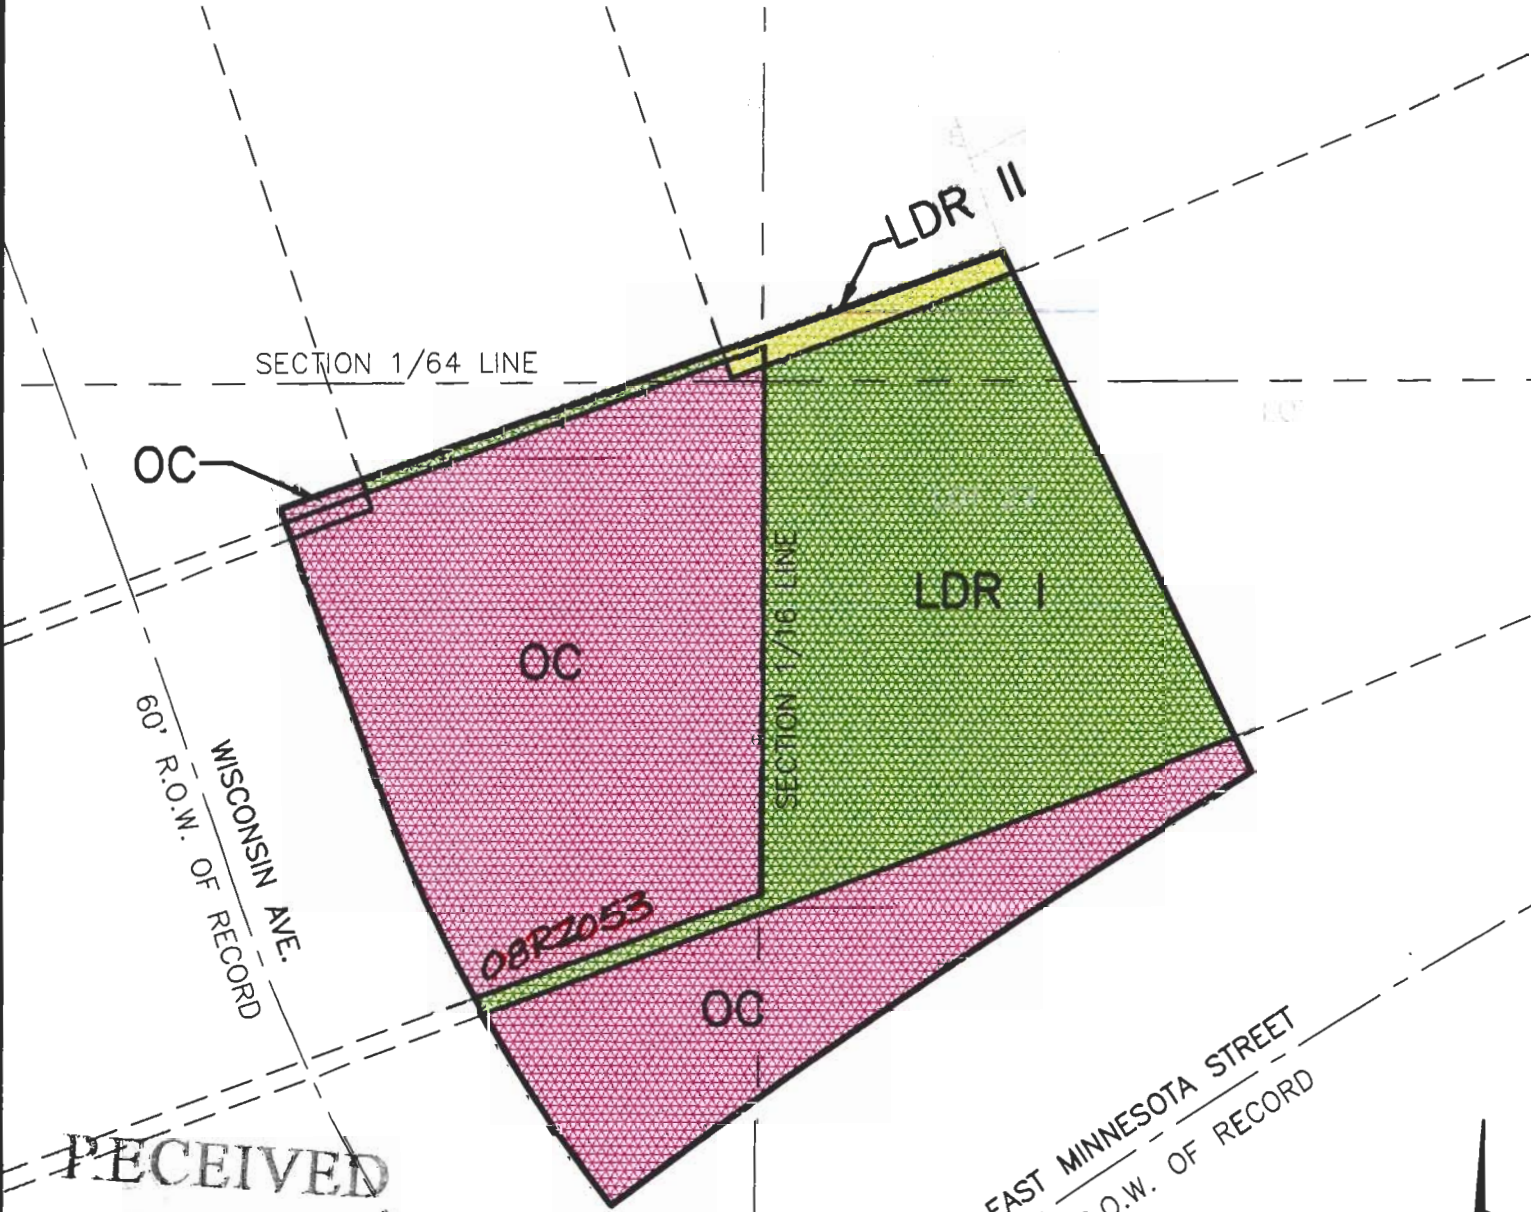 LDR II
SECTION 1/64 LINE
OC
LDR I
OC
SECTION 1/16 LINE
WISCONSIN AVE.
60' R.O.W. OF RECORD
08RZ053
OC
EAST MINNESOTA STREET
R.O.W. OF RECORD
RECEIVED